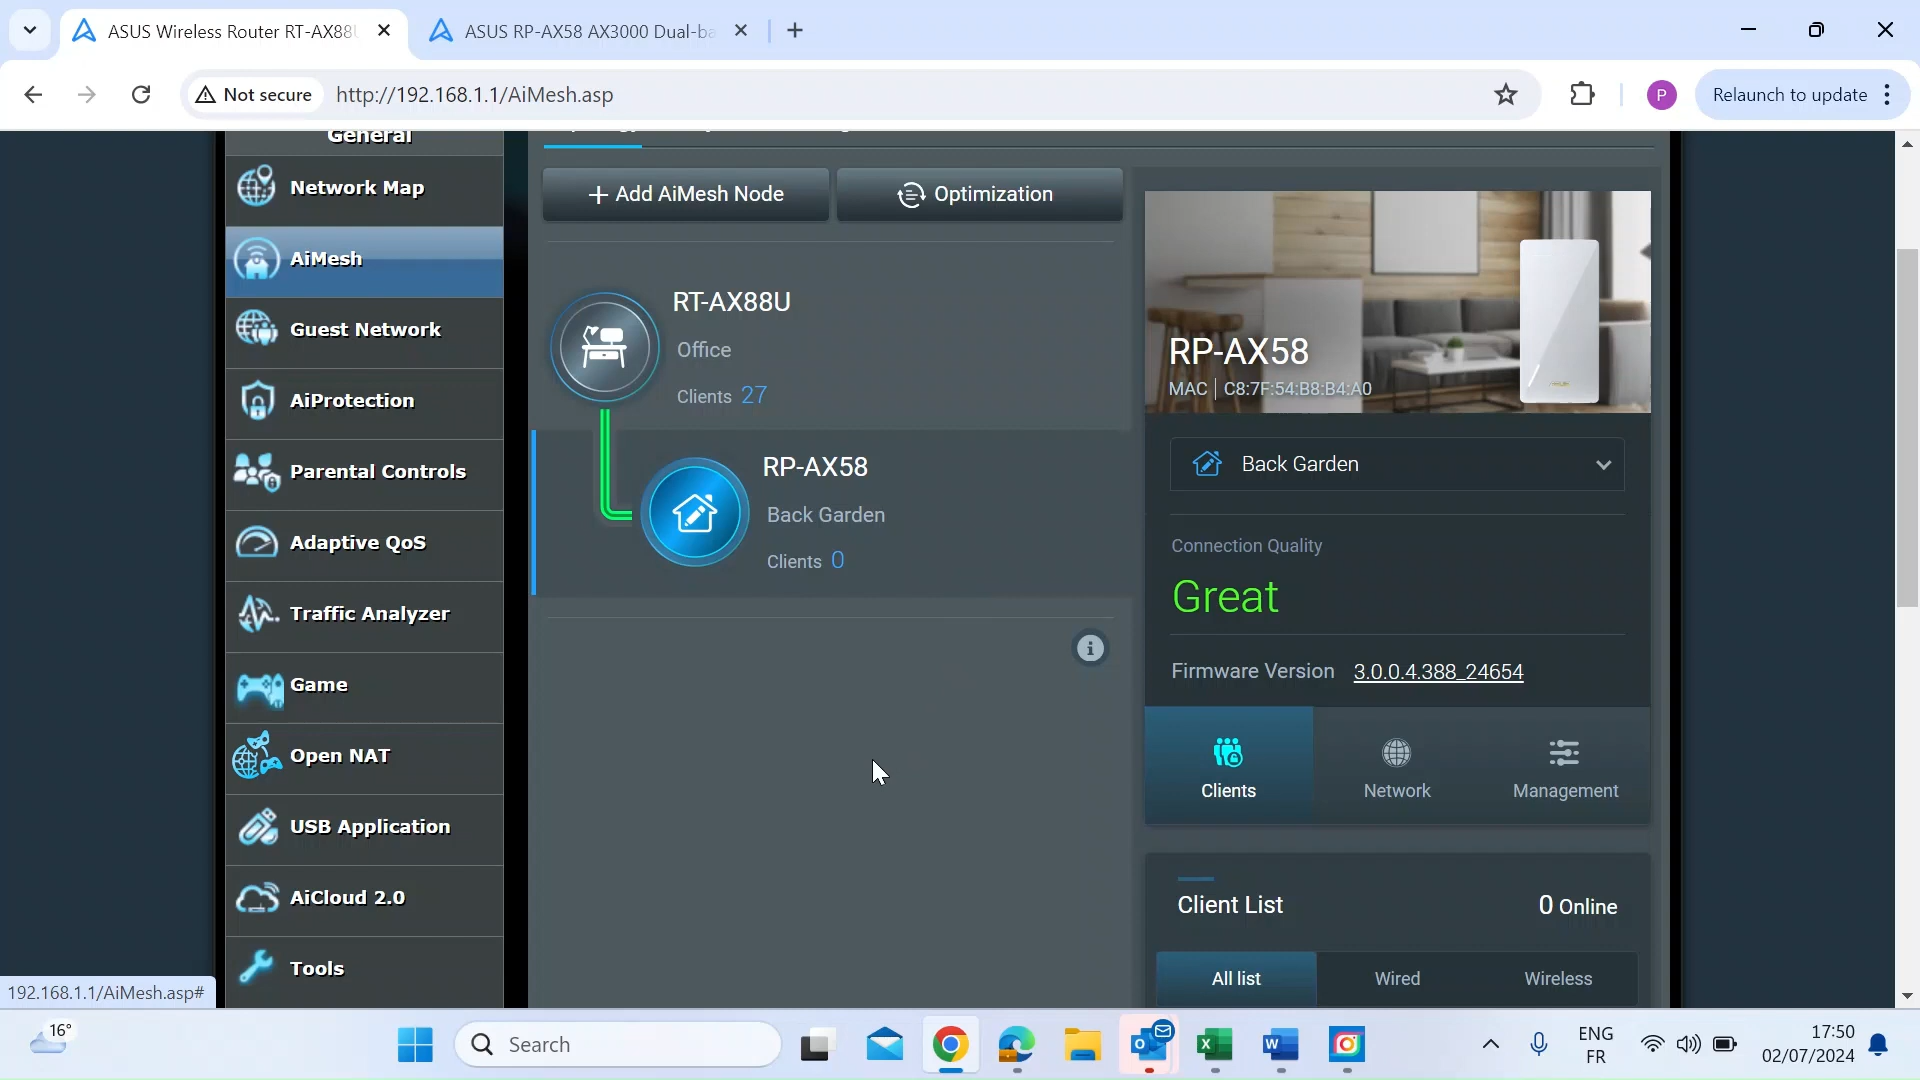 ASUS Wireless Router RT-AX88U
ASUS RP-AX58 AX3000 Dual-ba
Not secure
http://192.168.1.1/AiMesh.asp
P
Relaunch to update
General
Network Map
AiMesh
Guest Network
AiProtection
Parental Controls
Adaptive QoS
Traffic Analyzer
Game
Open NAT
USB Application
AiCloud 2.0
Tools
+ Add AiMesh Node
Optimization
RT-AX88U
Office
Clients 27
RP-AX58
Back Garden
Clients 0
RP-AX58
MAC | C8:7F:54:B8:B4:A0
Back Garden
Connection Quality
Great
Firmware Version 3.0.0.4.388_24654
Clients
Network
Management
Client List
0 Online
All list
Wired
Wireless
192.168.1.1/AiMesh.asp#
16°
Search
ENG
FR
17:50
02/07/2024